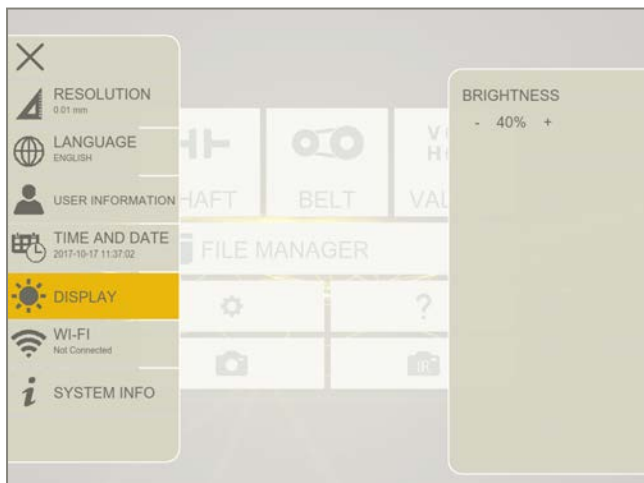 RESOLUTION
0.01 mm
LANGUAGE
ENGLISH
USER INFORMATION
TIME AND DATE
2017-10-17 11:37:02
DISPLAY
WI-FI
Not Connected
SYSTEM INFO
HAFT
BELT
VAL
FILE MANAGER
?
IR
BRIGHTNESS
- 40% +